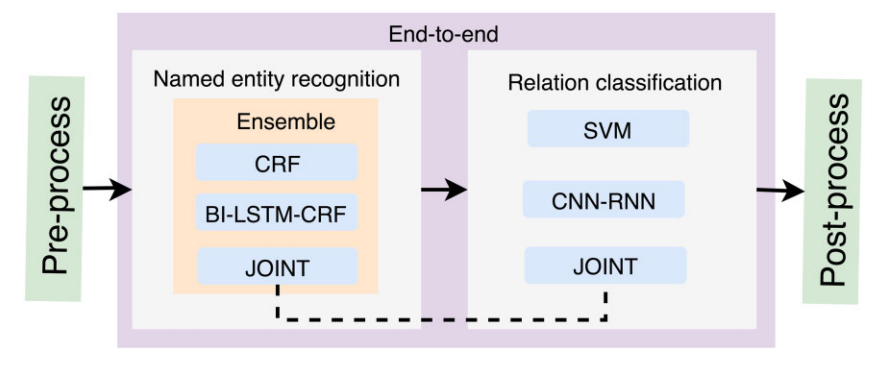 Pre-process
End-to-end
Named entity recognition
Ensemble
CRF
BI-LSTM-CRF
JOINT
Relation classification
SVM
CNN-RNN
JOINT
Post-process